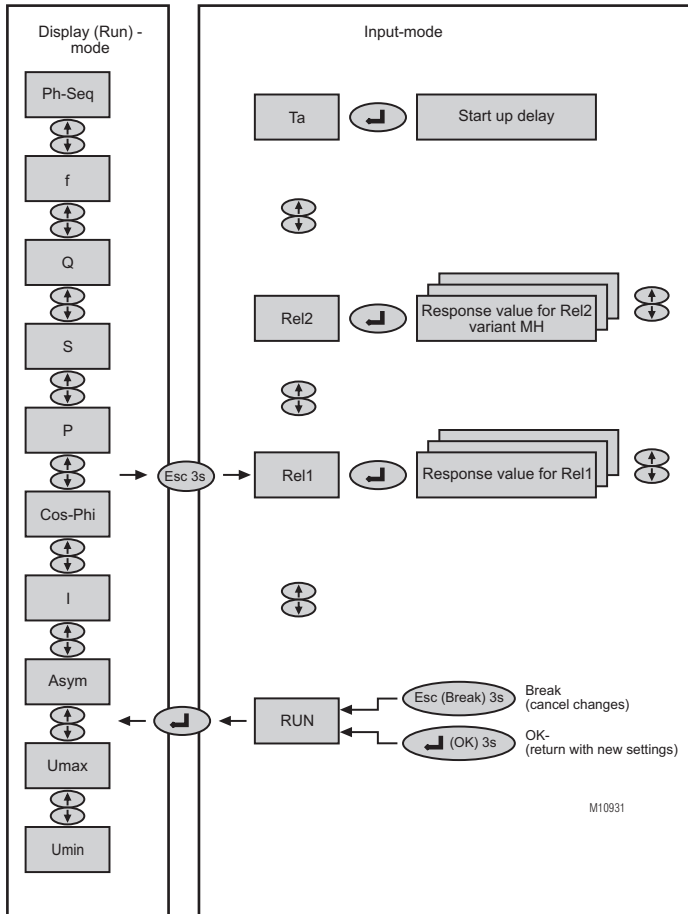 Display (Run) -
mode
Input-mode
Ph-Seq
f
Q
S
P
Cos-Phi
I
Asym
Umax
Umin
Esc 3s
Ta
Start up delay
Rel2
Response value for Rel2
variant MH
Rel1
Response value for Rel1
RUN
Esc (Break) 3s
Break
(cancel changes)
(OK) 3s
OK-
(return with new settings)
M10931